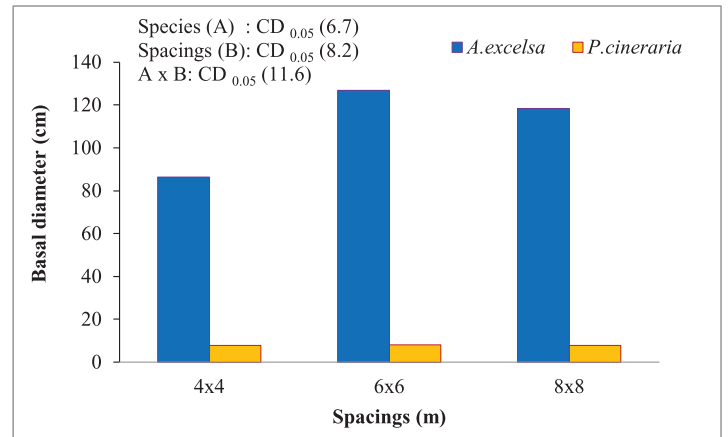 Species (A) : CD 0.05 (6.7)
Spacings (B): CD 0.05 (8.2)
A x B: CD 0.05 (11.6)
A.excelsa P.cineraria
Basal diameter (cm)
140
120
100
80
60
40
20
0
4x4 6x6 8x8
Spacings (m)